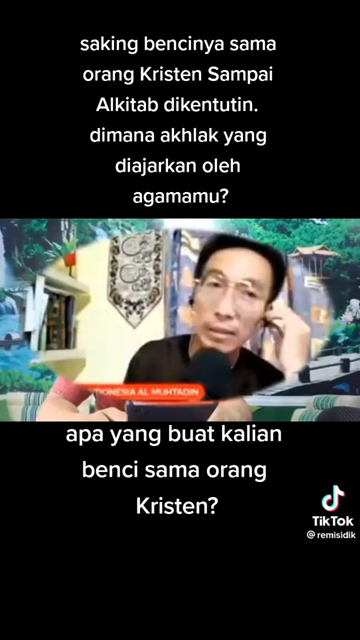 saking bencinya sama
orang Kristen Sampai
Alkitab dikentutin.
dimana akhlak yang
diajarkan oleh
agamamu?
DONESIA AL MUHTADIN
apa yang buat kalian
benci sama orang
Kristen?
TikTok
@remisidik